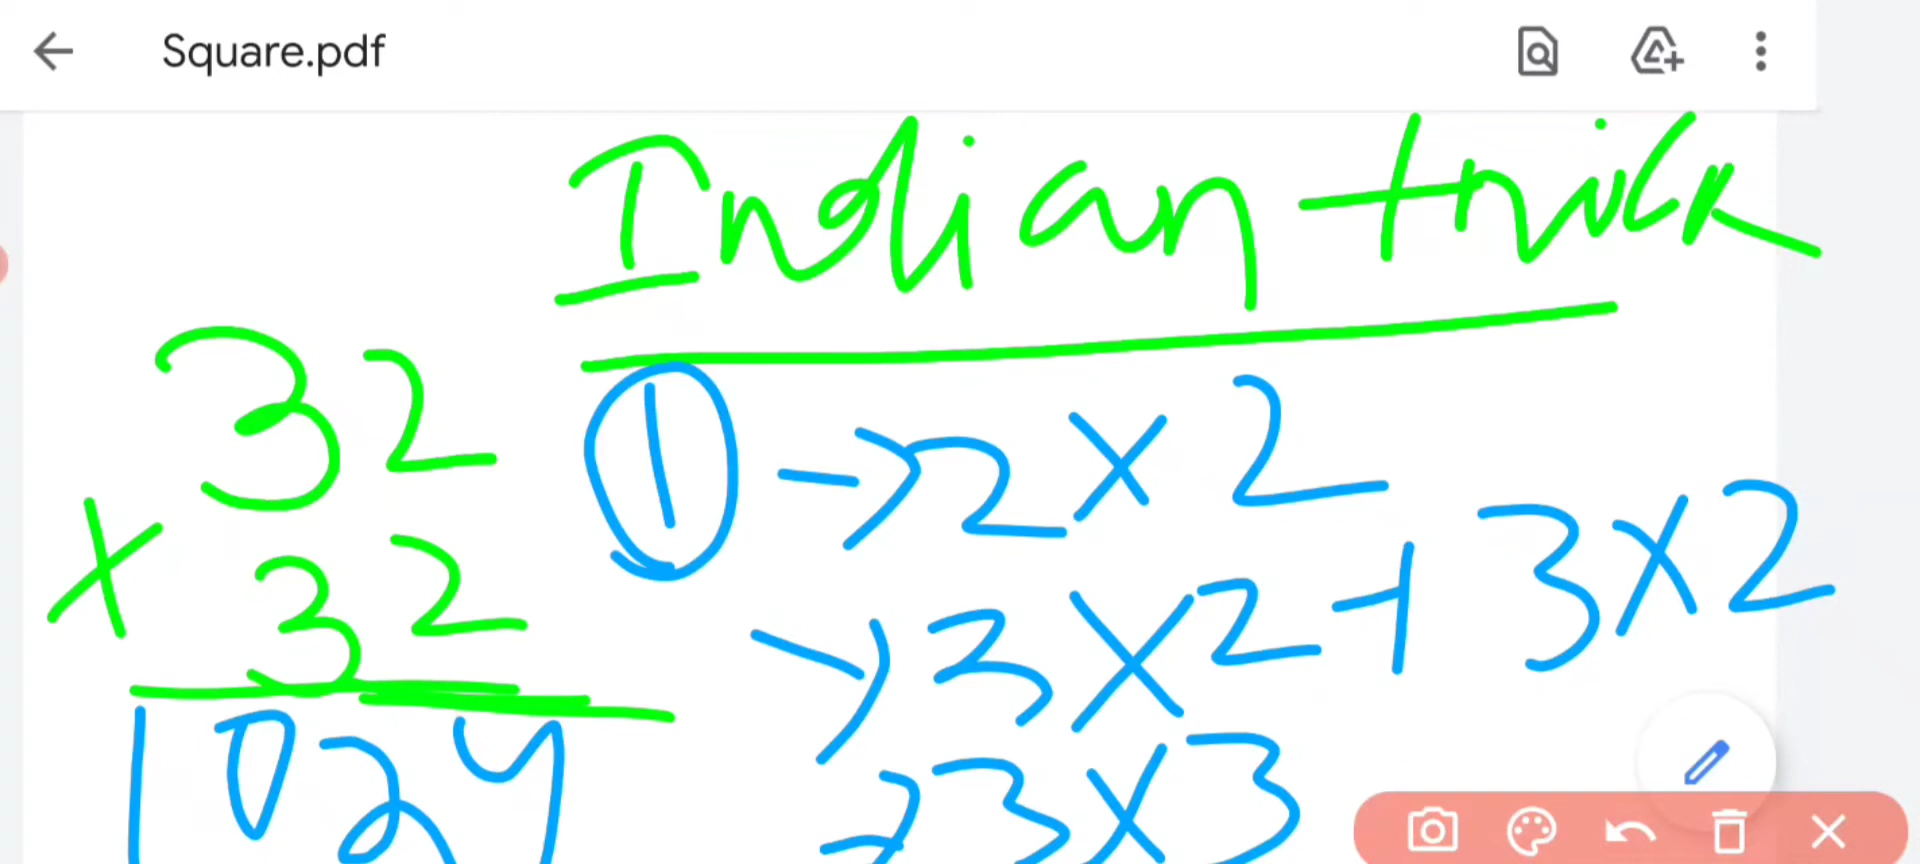 Square.pdf
Indian trick
32
× 32
1024
① → 2 × 2
→ 3 × 2 + 3 × 2
→ 3 × 3